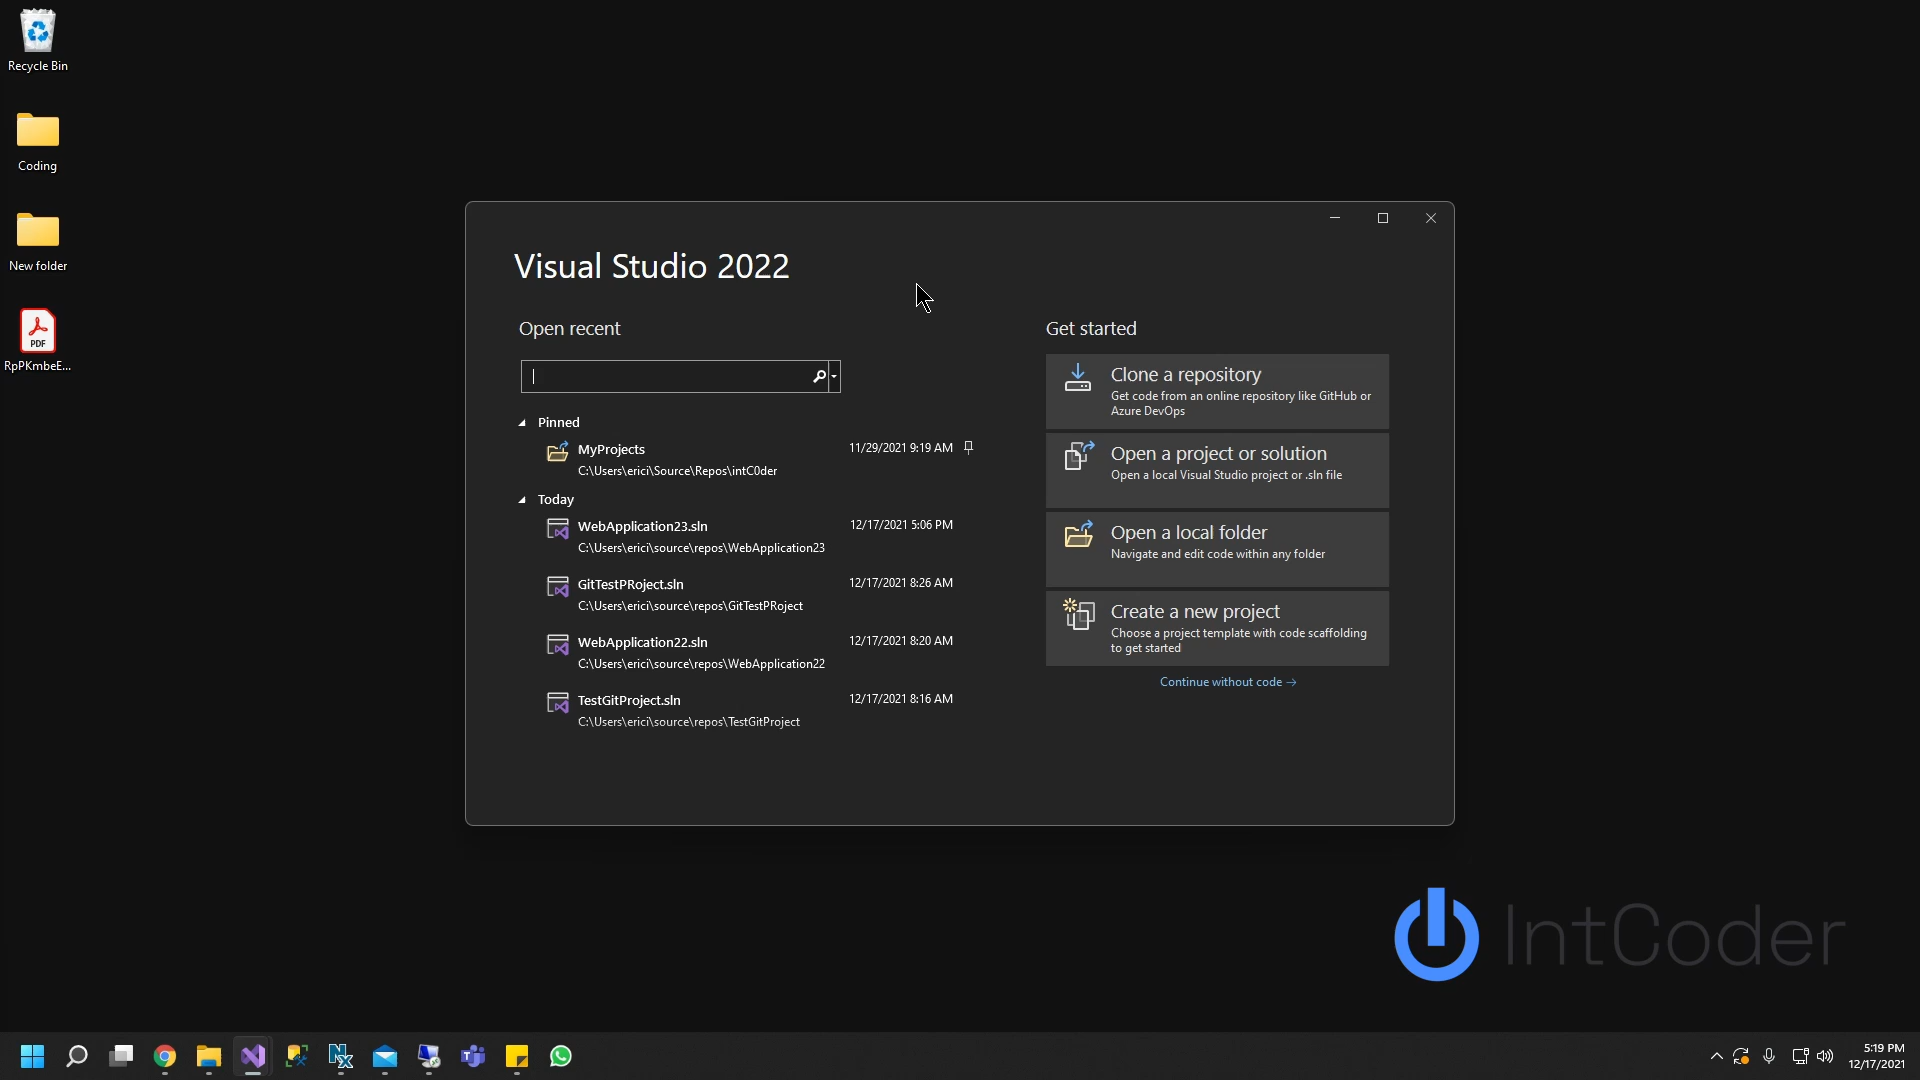 Recycle Bin
Coding
New folder
PDF
RpPKmbeE...
Visual Studio 2022
Open recent
Pinned
MyProjects
11/29/2021 9:19 AM
C:\Users\erici\Source\Repos\intC0der
Today
WebApplication23.sln
12/17/2021 5:06 PM
C:\Users\erici\source\repos\WebApplication23
GitTestPRoject.sln
12/17/2021 8:26 AM
C:\Users\erici\source\repos\GitTestPRoject
WebApplication22.sln
12/17/2021 8:20 AM
C:\Users\erici\source\repos\WebApplication22
TestGitProject.sln
12/17/2021 8:16 AM
C:\Users\erici\source\repos\TestGitProject
Get started
Clone a repository
Get code from an online repository like GitHub or
Azure DevOps
Open a project or solution
Open a local Visual Studio project or .sln file
Open a local folder
Navigate and edit code within any folder
Create a new project
Choose a project template with code scaffolding
to get started
Continue without code →
IntCoder
5:19 PM
12/17/2021